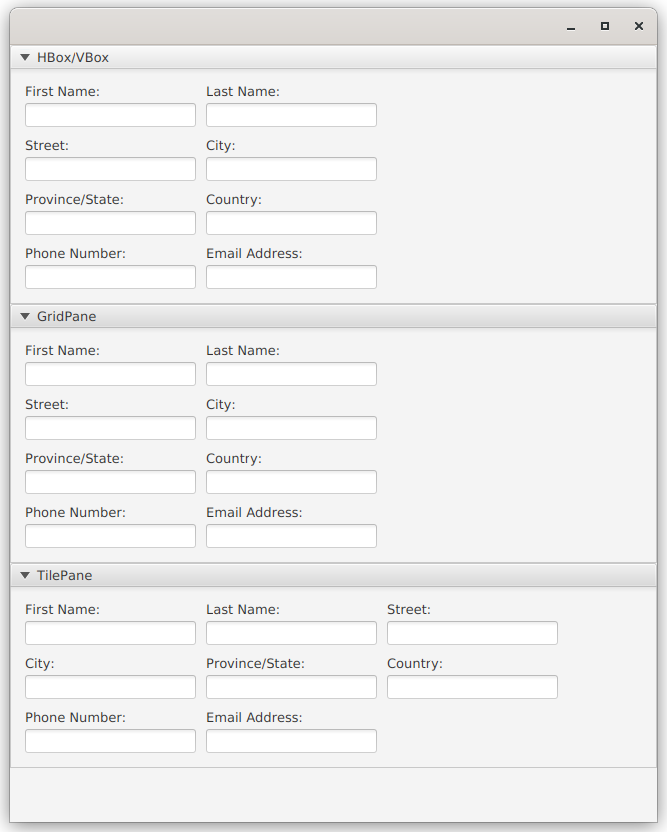 HBox/VBox
First Name: Last Name:
Street: City:
Province/State: Country:
Phone Number: Email Address:
GridPane
First Name: Last Name:
Street: City:
Province/State: Country:
Phone Number: Email Address:
TilePane
First Name: Last Name: Street:
City: Province/State: Country:
Phone Number: Email Address: